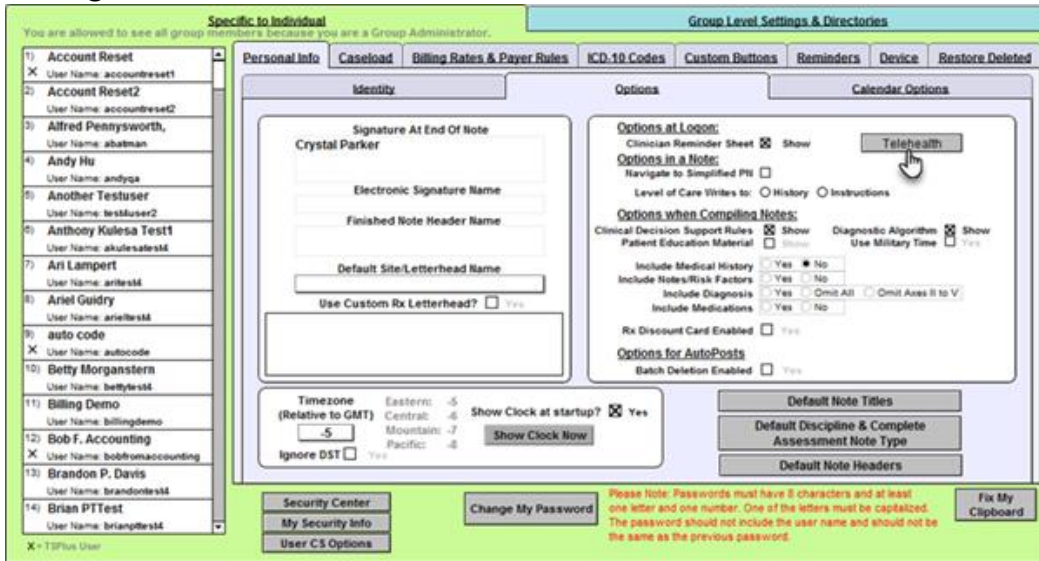 Specific to Individual
Group Level Settings & Directories
You are allowed to see all group members because you are a Group Administrator.
1) Account Reset
X User Name: accountreset1
2) Account Reset2
User Name: accountreset2
3) Alfred Pennysworth,
User Name: abatman
4) Andy Hu
User Name: andyqa
5) Another Testuser
User Name: test&user2
6) Anthony Kulesa Test1
User Name: akulesatest4
7) Ari Lampert
User Name: aritest4
8) Ariel Guidry
User Name: arieltest4
9) auto code
X User Name: autocode
10) Betty Morganstern
User Name: bettytest4
11) Billing Demo
User Name: billingdemo
12) Bob F. Accounting
X User Name: bobfromaccounting
13) Brandon P. Davis
User Name: brandontest4
14) Brian PTTest
User Name: brianpttest4
X = TSPlus User
Personal Info Caseload Billing Rates & Payer Rules ICD-10 Codes Custom Buttons Reminders Device Restore Deleted
Identity Options Calendar Options
Signature At End Of Note
Crystal Parker
Electronic Signature Name
Finished Note Header Name
Default Site/Letterhead Name
Use Custom Rx Letterhead? Yes
Options at Logon:
Clinician Reminder Sheet Show
Telehealth
Options in a Note:
Navigate to Simplified PN
Level of Care Writes to: History Instructions
Options when Compiling Notes:
Clinical Decision Support Rules Show Diagnostic Algorithm Show
Patient Education Material Show Use Military Time Yes
Include Medical History Yes No
Include Notes/Risk Factors Yes No
Include Diagnosis Yes Omit All Omit Axes II to V
Include Medications Yes No
Rx Discount Card Enabled Yes
Options for AutoPosts
Batch Deletion Enabled Yes
Timezone
(Relative to GMT)
-5
Ignore DST Yes
Eastern: -5
Central: -6
Mountain: -7
Pacific: -8
Show Clock at startup? Yes
Show Clock Now
Default Note Titles
Default Discipline & Complete
Assessment Note Type
Default Note Headers
Security Center
My Security Info
User CS Options
Change My Password
Please Note: Passwords must have 8 characters and at least
one letter and one number. One of the letters must be capitalized.
The password should not include the user name and should not be
the same as the previous password.
Fix My
Clipboard